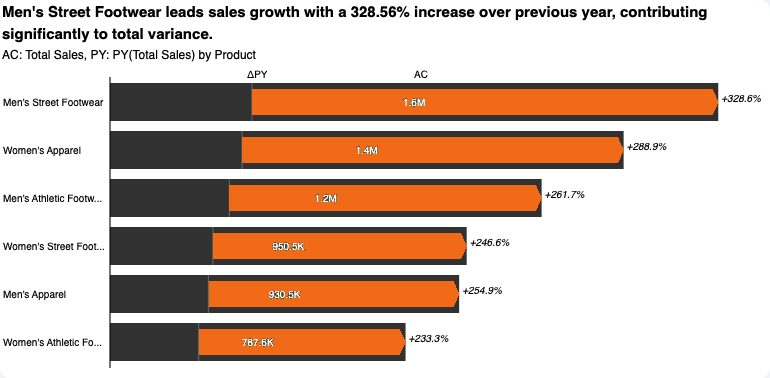 Men's Street Footwear leads sales growth with a 328.56% increase over previous year, contributing
significantly to total variance.
AC: Total Sales, PY: PY(Total Sales) by Product
ΔPY AC
Men's Street Footwear 1.6M +328.6%
Women's Apparel 1.4M +288.9%
Men's Athletic Footw... 1.2M +261.7%
Women's Street Foot... 950.5K +246.6%
Men's Apparel 930.5K +254.9%
Women's Athletic Fo... 787.6K +233.3%